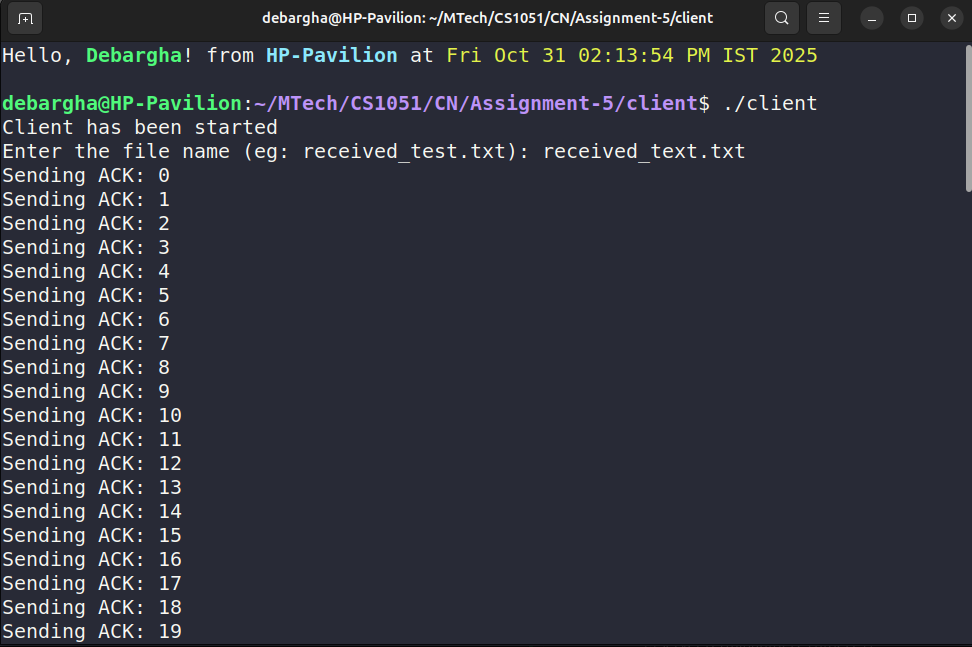 debargha@HP-Pavilion: ~/MTech/CS1051/CN/Assignment-5/client
Hello, Debargha! from HP-Pavilion at Fri Oct 31 02:13:54 PM IST 2025
debargha@HP-Pavilion:~/MTech/CS1051/CN/Assignment-5/client$ ./client
Client has been started
Enter the file name (eg: received_test.txt): received_text.txt
Sending ACK: 0
Sending ACK: 1
Sending ACK: 2
Sending ACK: 3
Sending ACK: 4
Sending ACK: 5
Sending ACK: 6
Sending ACK: 7
Sending ACK: 8
Sending ACK: 9
Sending ACK: 10
Sending ACK: 11
Sending ACK: 12
Sending ACK: 13
Sending ACK: 14
Sending ACK: 15
Sending ACK: 16
Sending ACK: 17
Sending ACK: 18
Sending ACK: 19